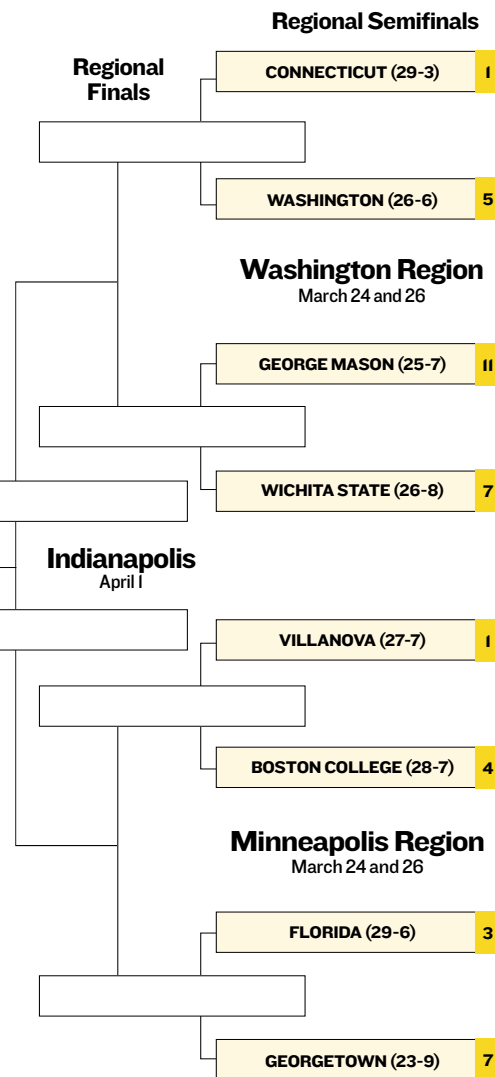 Regional Semifinals
Regional
Finals
CONNECTICUT (29-3) 1
WASHINGTON (26-6) 5
Washington Region
March 24 and 26
GEORGE MASON (25-7) 11
WICHITA STATE (26-8) 7
Indianapolis
April 1
VILLANOVA (27-7) 1
BOSTON COLLEGE (28-7) 4
Minneapolis Region
March 24 and 26
FLORIDA (29-6) 3
GEORGETOWN (23-9) 7